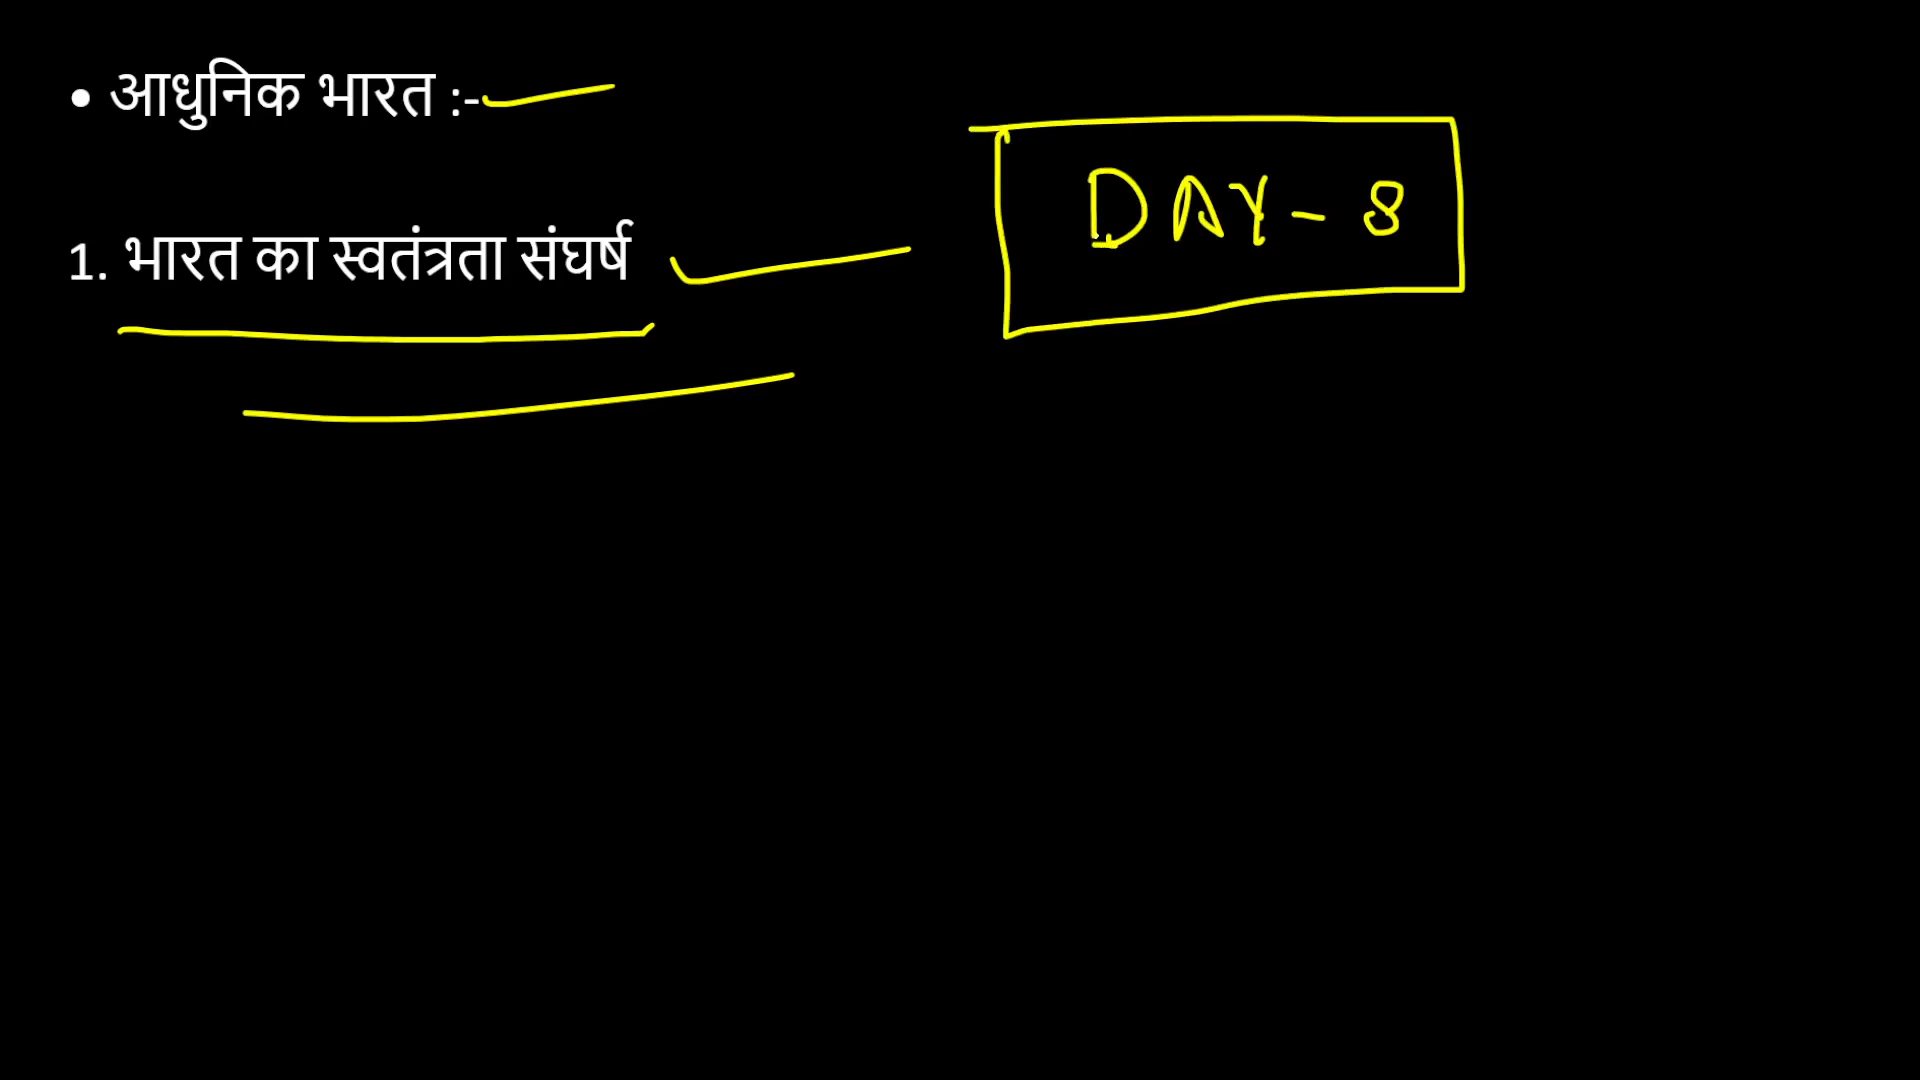 • आधुनिक भारत :-
DAY - 8
1. भारत का स्वतंत्रता संघर्ष